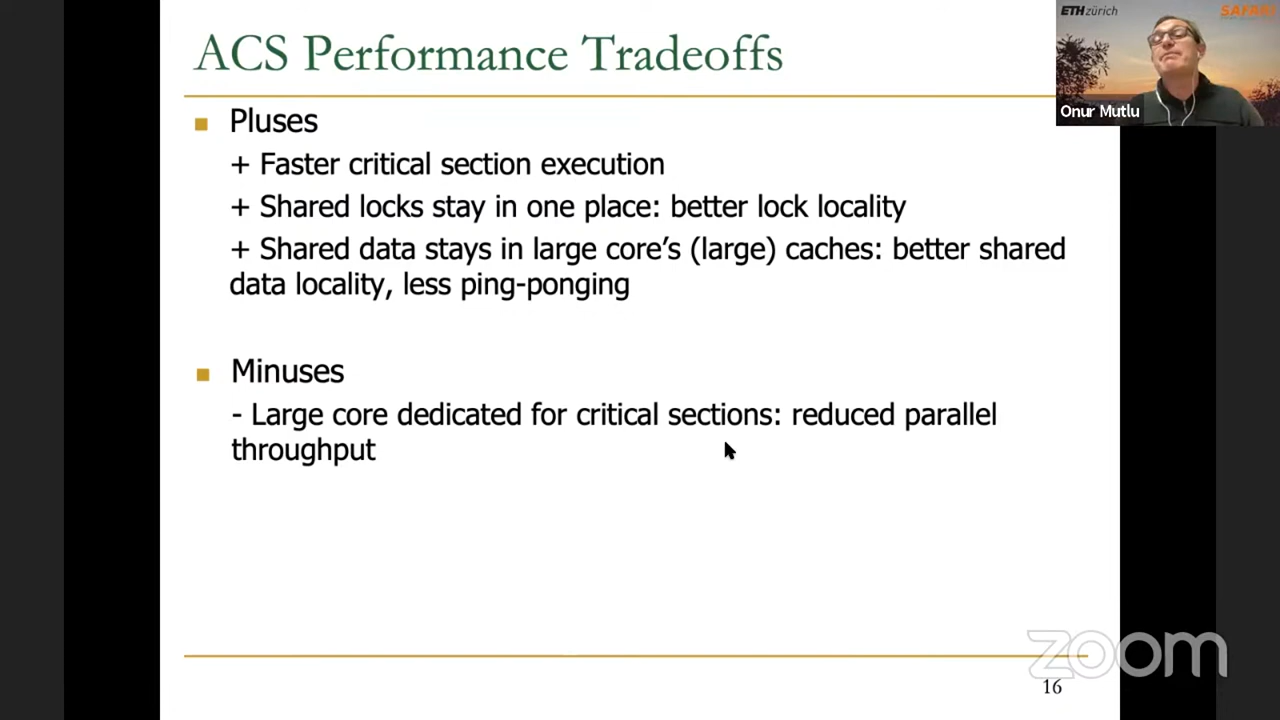 ACS Performance Tradeoffs
ETH zürich
SAFARI
Onur Mutlu
Pluses
+ Faster critical section execution
+ Shared locks stay in one place: better lock locality
+ Shared data stays in large core’s (large) caches: better shared
data locality, less ping-ponging
Minuses
- Large core dedicated for critical sections: reduced parallel
throughput
zoom
16